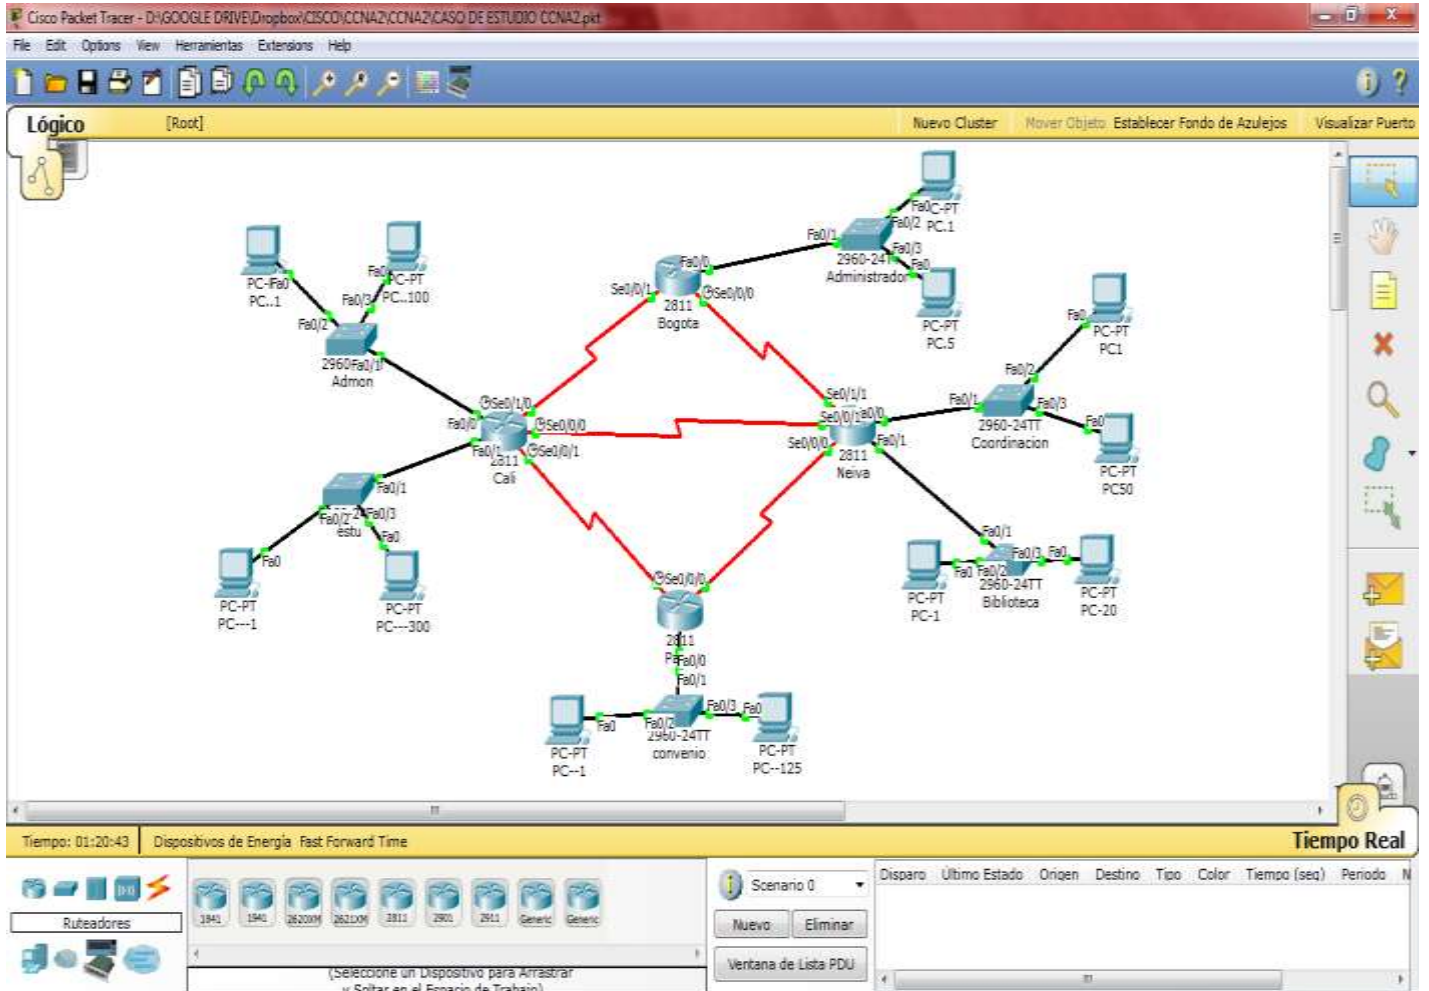 Cisco Packet Tracer - D:\GOOGLE DRIVE\Dropbox\CISCO\CCNA2\CCNA2\CASO DE ESTUDIO CCNA2.pkt
File Edit Options View Herramientas Extensions Help
Lógico [Root] Nuevo Cluster Mover Objeto Establecer Fondo de Azulejos Visualizar Puerto
Fa0 C-PT
PC.1
Fa0/2
Fa0/1
Fa0/3
Fa0
2960-24T
Administrador
PC-PT
PC.5
Fa0/0
Se0/0/1
Se0/0/0
2811
Bogota
PC-Fa0
PC..1
Fa0
PC-PT
PC..100
Fa0/3
Fa0/2
2960Fa0/1
Admon
Fa0
PC-PT
PC1
Fa0/2
Fa0/1
Fa0/3
Fa0
2960-24TT
Coordinacion
PC-PT
PC50
Se0/1/0
Fa0/0
Se0/0/0
Fa0/1
Se0/0/1
2811
Cali
Se0/1/1
Se0/0/1
a0/0
Se0/0/0
Fa0/1
2811
Neiva
Fa0/1
Fa0/2
Fa0/3
estu
Fa0
Fa0
PC-PT
PC---1
PC-PT
PC---300
Fa0/1
Fa0/3 Fa0
Fa0 Fa0/2
2960-24TT
Biblioteca
PC-PT
PC-1
PC-PT
PC-20
Se0/0/0
2811
Fa0/0
Fa0/1
Fa0/3 Fa0
Fa0 Fa0/2
2960-24TT
convenio
PC-PT
PC--1
PC-PT
PC--125
Tiempo: 01:20:43 Dispositivos de Energía Fast Forward Time Tiempo Real
Ruteadores
1841 1941 2620XM 2621XM 2811 2901 2911 Generic Generic
(Seleccione un Dispositivo para Arrastrar
y Soltar en el Espacio de Trabajo)
Scenario 0
Nuevo Eliminar
Ventana de Lista PDU
Disparo Último Estado Origen Destino Tipo Color Tiempo (seg) Periodo N